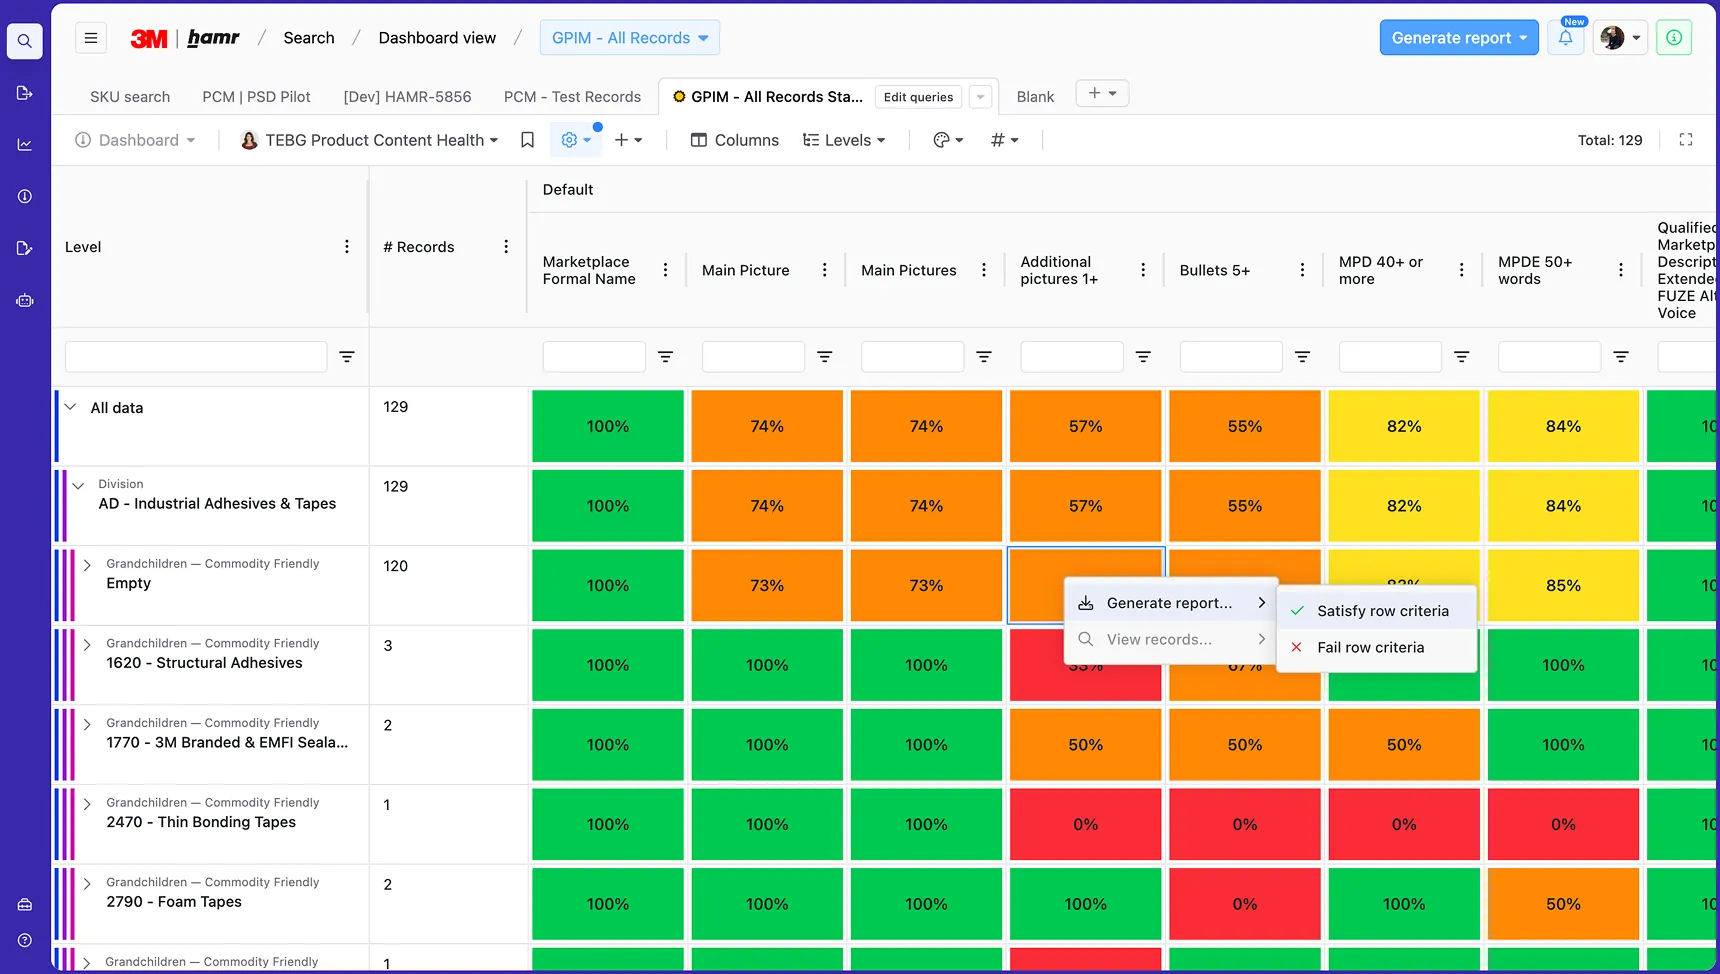 3M | hamr / Search / Dashboard view / GPIM - All Records
Generate report
New
SKU search
PCM | PSD Pilot
[Dev] HAMR-5856
PCM - Test Records
GPIM - All Records Sta...
Edit queries
Blank
Dashboard
TEBG Product Content Health
Columns
Levels
#
Total: 129
Level
# Records
Default
Marketplace
Formal Name
Main Picture
Main Pictures
Additional
pictures 1+
Bullets 5+
MPD 40+ or
more
MPDE 50+
words
Qualified
Marketp
Descript
Extende
FUZE Alt
Voice
All data
129
100%
74%
74%
57%
55%
82%
84%
10
Division
AD - Industrial Adhesives & Tapes
129
100%
74%
74%
57%
55%
82%
84%
10
Grandchildren — Commodity Friendly
Empty
120
100%
73%
73%
85%
10
Generate report...
View records...
Satisfy row criteria
Fail row criteria
Grandchildren — Commodity Friendly
1620 - Structural Adhesives
3
100%
100%
100%
33%
67%
100%
10
Grandchildren — Commodity Friendly
1770 - 3M Branded & EMFI Seala...
2
100%
100%
100%
50%
50%
50%
100%
10
Grandchildren — Commodity Friendly
2470 - Thin Bonding Tapes
1
100%
100%
100%
0%
0%
0%
0%
10
Grandchildren — Commodity Friendly
2790 - Foam Tapes
2
100%
100%
100%
100%
0%
100%
50%
10
Grandchildren — Commodity Friendly
1